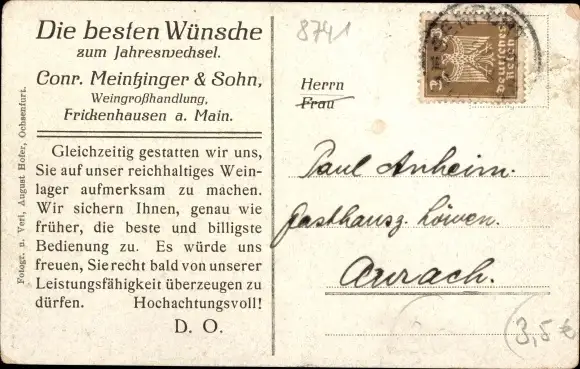 Die besten Wünsche
zum Jahreswechsel.
Conr. Meintzinger & Sohn,
Weingroßhandlung,
Frickenhausen a. Main.
Gleichzeitig gestatten wir uns,
Sie auf unser reichhaltiges Wein-
lager aufmerksam zu machen.
Wir sichern Ihnen, genau wie
früher, die beste und billigste
Bedienung zu. Es würde uns
freuen, Sie recht bald von unserer
Leistungsfähigkeit überzeugen zu
dürfen. Hochachtungsvoll!
D. O.
Fotogr. u. Verl. August Hofer, Ochsenfurt.
8741
3 Deutsches Reich 3
Herrn
Frau
Paul Anheim.
Gasthausz. Löwen.
Aurach.
3,5